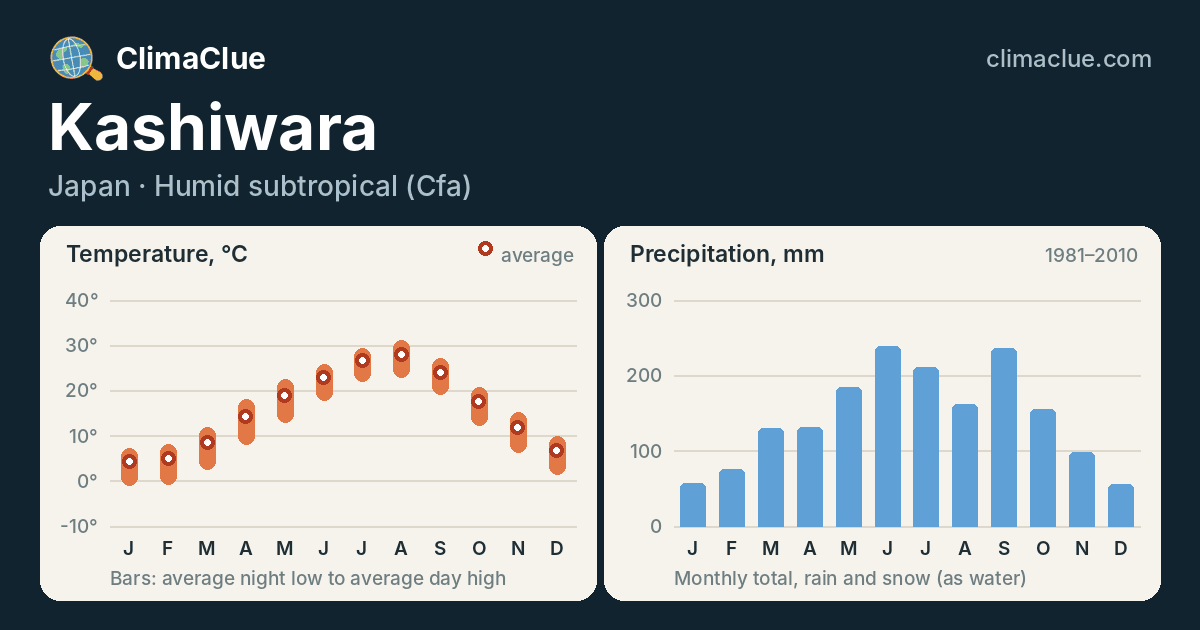 ClimaClue
climaclue.com
Kashiwara
Japan · Humid subtropical (Cfa)
Temperature, °C
average
40°
30°
20°
10°
0°
-10°
J F M A M J J A S O N D
Bars: average night low to average day high
Precipitation, mm
1981–2010
300
200
100
0
J F M A M J J A S O N D
Monthly total, rain and snow (as water)